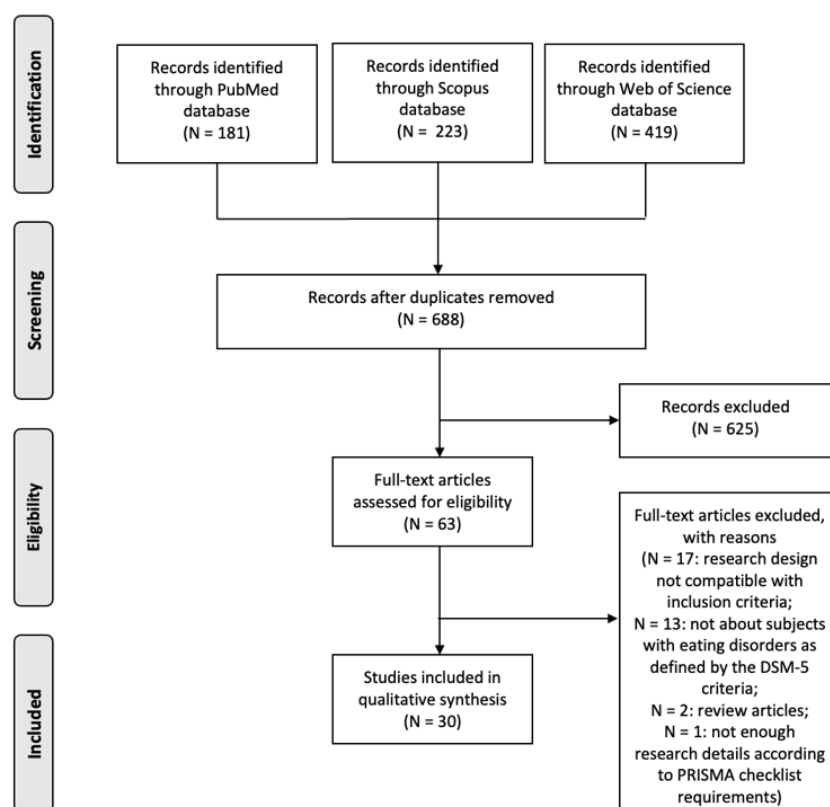 Identification
Records identified
through PubMed
database
(N = 181)
Records identified
through Scopus
database
(N = 223)
Records identified
through Web of Science
database
(N = 419)
Screening
Records after duplicates removed
(N = 688)
Records excluded
(N = 625)
Eligibility
Full-text articles
assessed for eligibility
(N = 63)
Full-text articles excluded,
with reasons
(N = 17: research design
not compatible with
inclusion criteria;
N = 13: not about subjects
with eating disorders as
defined by the DSM-5
criteria;
N = 2: review articles;
N = 1: not enough
research details according
to PRISMA checklist
requirements)
Included
Studies included in
qualitative synthesis
(N = 30)